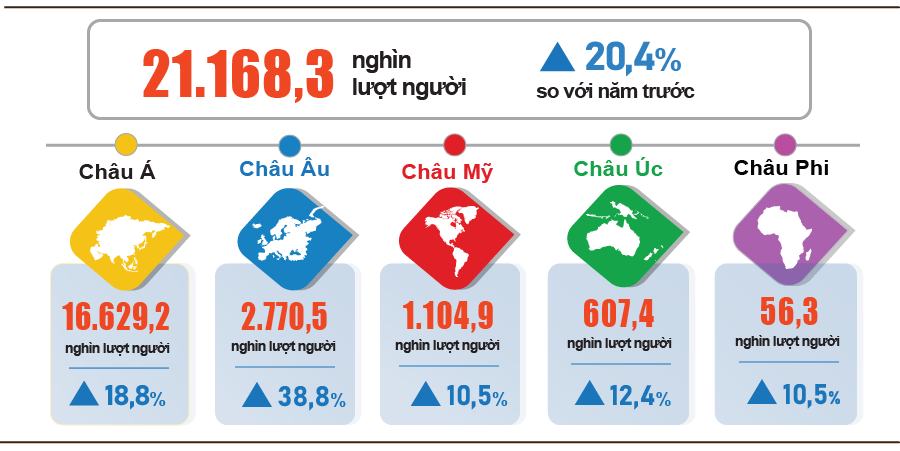 21.168,3
nghìn
lượt người
▲ 20,4%
so với năm trước
Châu Á
Châu Âu
Châu Mỹ
Châu Úc
Châu Phi
16.629,2
nghìn lượt người
▲ 18,8%
2.770,5
nghìn lượt người
▲ 38,8%
1.104,9
nghìn lượt người
▲ 10,5%
607,4
nghìn lượt người
▲ 12,4%
56,3
nghìn lượt người
▲ 10,5%